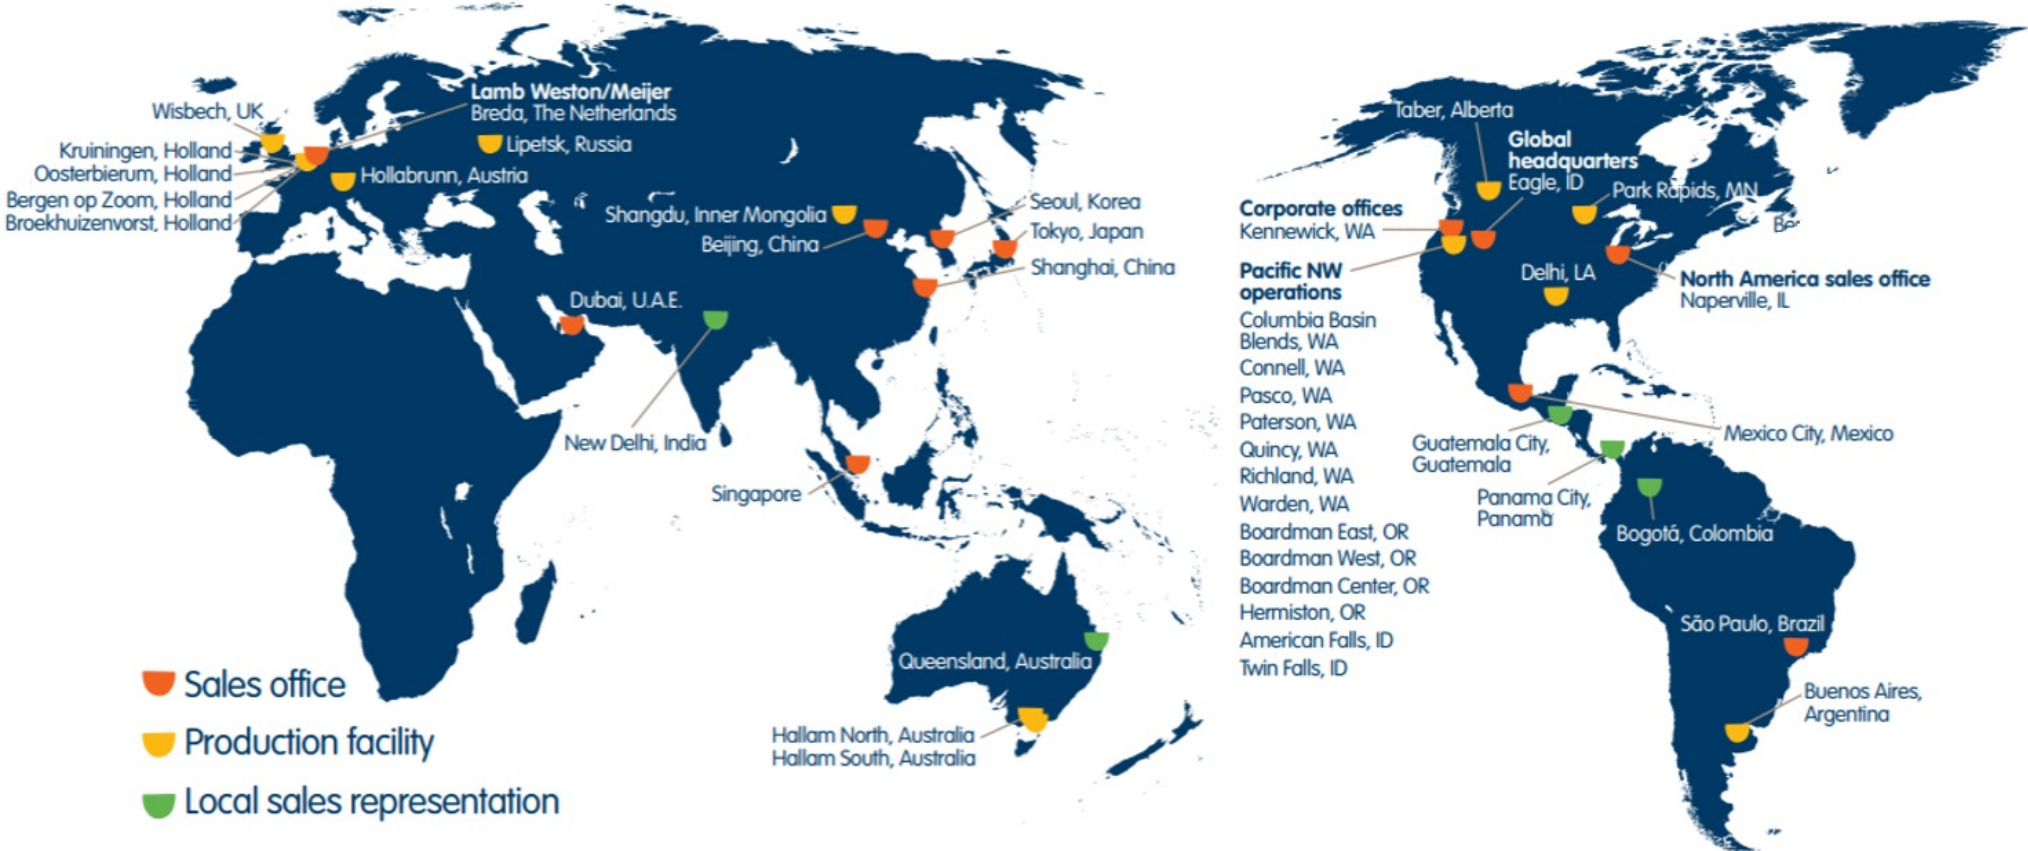 Wisbech, UK
Lamb Weston/Meijer
Breda, The Netherlands
Kruiningen, Holland
Oosterbierum, Holland
Bergen op Zoom, Holland
Broekhuizenvorst, Holland
Lipetsk, Russia
Hollabrunn, Austria
Shangdu, Inner Mongolia
Beijing, China
Seoul, Korea
Tokyo, Japan
Shanghai, China
Dubai, U.A.E.
New Delhi, India
Singapore
Queensland, Australia
Hallam North, Australia
Hallam South, Australia
Sales office
Production facility
Local sales representation
Taber, Alberta
Global
headquarters
Eagle, ID
Park Rapids, MN
Corporate offices
Kennewick, WA
Delhi, LA
North America sales office
Naperville, IL
Pacific NW
operations
Columbia Basin
Blends, WA
Connell, WA
Pasco, WA
Paterson, WA
Quincy, WA
Richland, WA
Warden, WA
Boardman East, OR
Boardman West, OR
Boardman Center, OR
Hermiston, OR
American Falls, ID
Twin Falls, ID
Mexico City, Mexico
Guatemala City,
Guatemala
Panama City,
Panama
Bogotá, Colombia
São Paulo, Brazil
Buenos Aires,
Argentina